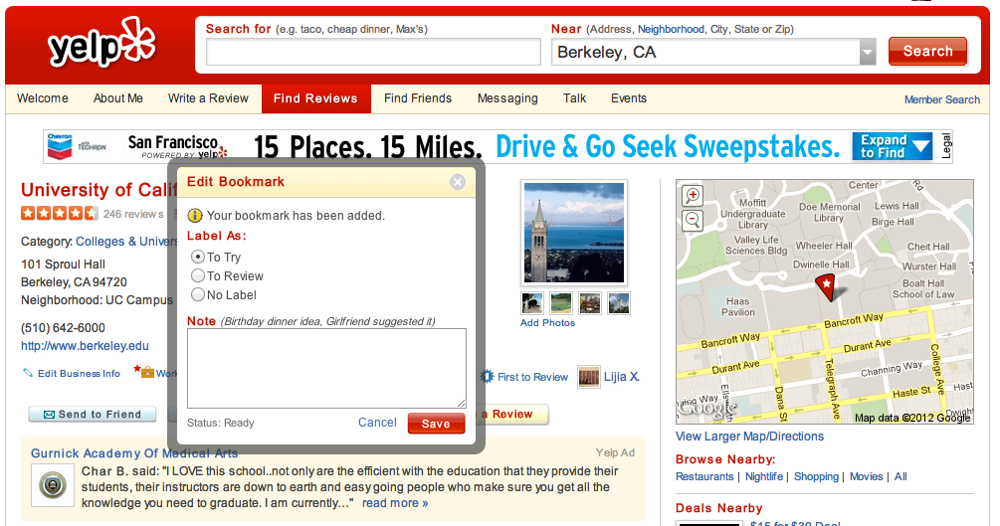 yelp
Search for (e.g. taco, cheap dinner, Max's)
Near (Address, Neighborhood, City, State or Zip)
Berkeley, CA
Search
Welcome
About Me
Write a Review
Find Reviews
Find Friends
Messaging
Talk
Events
Member Search
Chevron
with TECHRON
San Francisco
POWERED BY yelp
15 Places. 15 Miles. Drive & Go Seek Sweepstakes.
Expand
to Find
Legal
University of Calif
246 reviews
Category: Colleges & Univers
101 Sproul Hall
Berkeley, CA 94720
Neighborhood: UC Campus
(510) 642-6000
http://www.berkeley.edu
Edit Business Info
Work
Send to Friend
Edit Bookmark
Your bookmark has been added.
Label As:
To Try
To Review
No Label
Note (Birthday dinner idea, Girlfriend suggested it)
Status: Ready
Cancel
Save
Add Photos
First to Review
Lijia X.
a Review
Gurnick Academy Of Medical Arts
Yelp Ad
Char B. said: "I LOVE this school..not only are the efficient with the education that they provide their
students, their instructors are down to earth and easy going people who make sure you get all the
knowledge you need to graduate. I am currently…" read more »
Center
Rd
Moffitt
Undergraduate
Library
Doe Memorial
Library
Lewis Hall
Birge Hall
Valley Life
Sciences Bldg
Wheeler Hall
Cheit Hall
Dwinelle Hall
Wurster Hall
Boalt Hall
School of Law
Haas
Pavilion
Bancroft Way
Bancroft Way
Durant Ave
Durant Ave
Channing Way
College Ave
Ellsw
Dana St
Telegraph Ave
Haste St
ning Way
Dwight
Google
Map data ©2012 Google
View Larger Map/Directions
Browse Nearby:
Restaurants | Nightlife | Shopping | Movies | All
Deals Nearby
$15 for $30 Deal